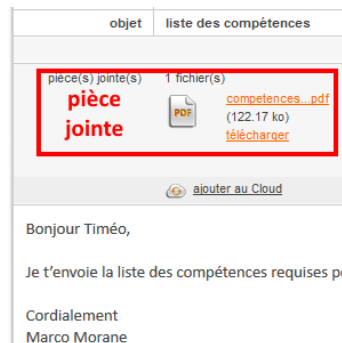 objet liste des compétences
pièce(s) jointe(s) 1 fichier(s)
pièce
jointe
PDF
competences...pdf
(122.17 ko)
télécharger
ajouter au Cloud
Bonjour Timéo,
Je t'envoie la liste des compétences requises
Cordialement
Marco Morane